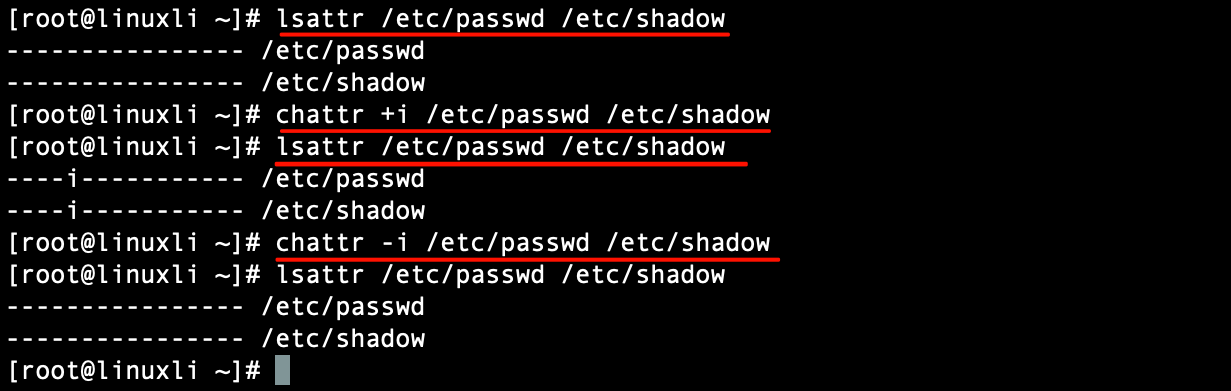 [root@linuxli ~]# lsattr /etc/passwd /etc/shadow
---------------- /etc/passwd
---------------- /etc/shadow
[root@linuxli ~]# chattr +i /etc/passwd /etc/shadow
[root@linuxli ~]# lsattr /etc/passwd /etc/shadow
----i----------- /etc/passwd
----i----------- /etc/shadow
[root@linuxli ~]# chattr -i /etc/passwd /etc/shadow
[root@linuxli ~]# lsattr /etc/passwd /etc/shadow
---------------- /etc/passwd
---------------- /etc/shadow
[root@linuxli ~]#